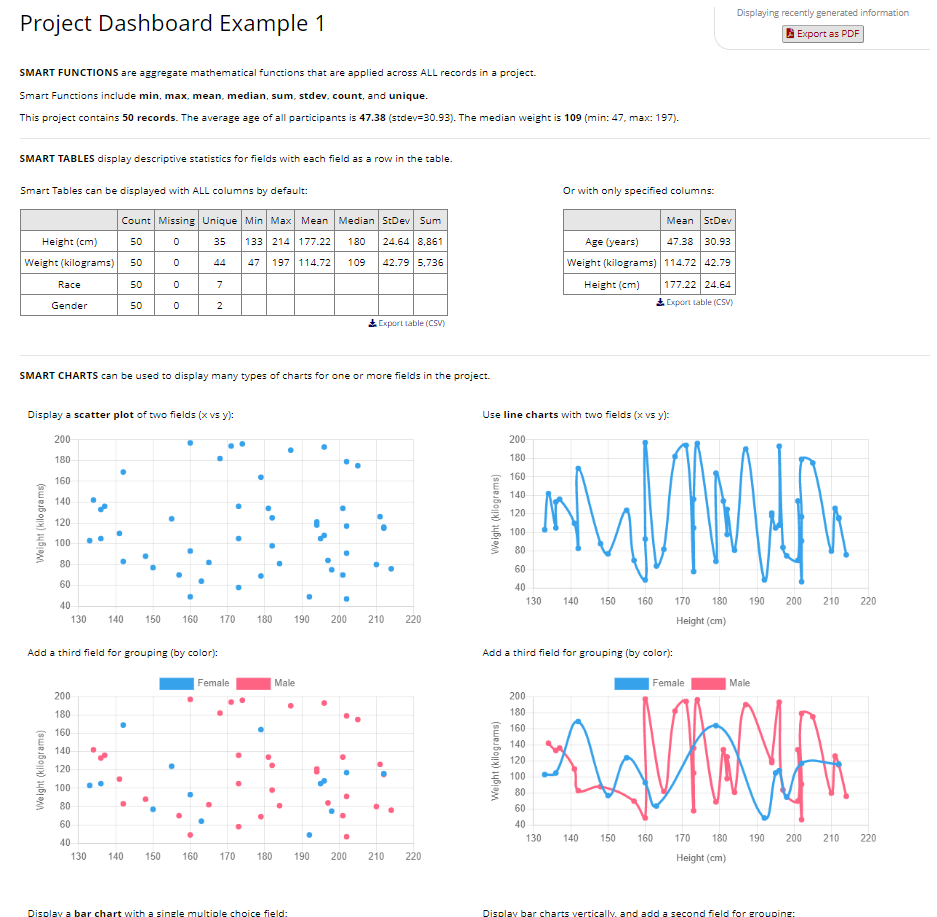 Project Dashboard Example 1
Displaying recently generated information
Export as PDF
SMART FUNCTIONS are aggregate mathematical functions that are applied across ALL records in a project.
Smart Functions include min, max, mean, median, sum, stdev, count, and unique.
This project contains 50 records. The average age of all participants is 47.38 (stdev=30.93). The median weight is 109 (min: 47, max: 197).
SMART TABLES display descriptive statistics for fields with each field as a row in the table.
Smart Tables can be displayed with ALL columns by default:
Count Missing Unique Min Max Mean Median StDev Sum
Height (cm) 50 0 35 133 214 177.22 180 24.64 8,861
Weight (kilograms) 50 0 44 47 197 114.72 109 42.79 5,736
Race 50 0 7
Gender 50 0 2
Export table (CSV)
Or with only specified columns:
Mean StDev
Age (years) 47.38 30.93
Weight (kilograms) 114.72 42.79
Height (cm) 177.22 24.64
Export table (CSV)
SMART CHARTS can be used to display many types of charts for one or more fields in the project.
Display a scatter plot of two fields (x vs y):
Weight (kilograms)
200
180
160
140
120
100
80
60
40
130 140 150 160 170 180 190 200 210 220
Use line charts with two fields (x vs y):
Weight (kilograms)
200
180
160
140
120
100
80
60
40
130 140 150 160 170 180 190 200 210 220
Height (cm)
Add a third field for grouping (by color):
Female Male
Weight (kilograms)
200
180
160
140
120
100
80
60
40
130 140 150 160 170 180 190 200 210 220
Add a third field for grouping (by color):
Female Male
Weight (kilograms)
200
180
160
140
120
100
80
60
40
130 140 150 160 170 180 190 200 210 220
Height (cm)
Display a bar chart with a single multiple choice field:
Display bar charts vertically, and add a second field for grouping: